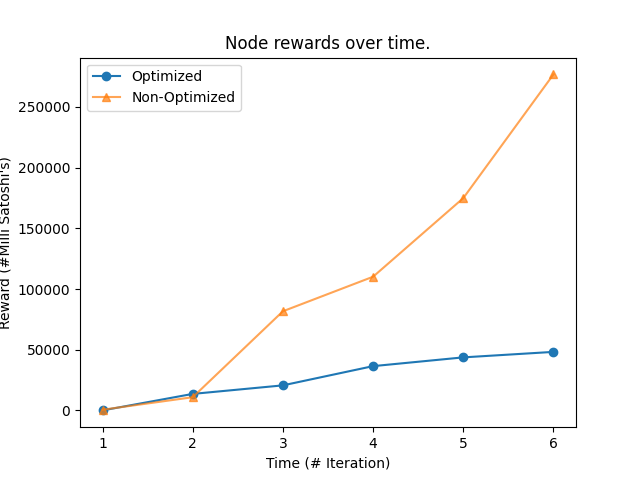 Node rewards over time.
Optimized
Non-Optimized
250000
200000
150000
100000
50000
0
Reward (#Milli Satoshi's)
1 2 3 4 5 6
Time (# Iteration)